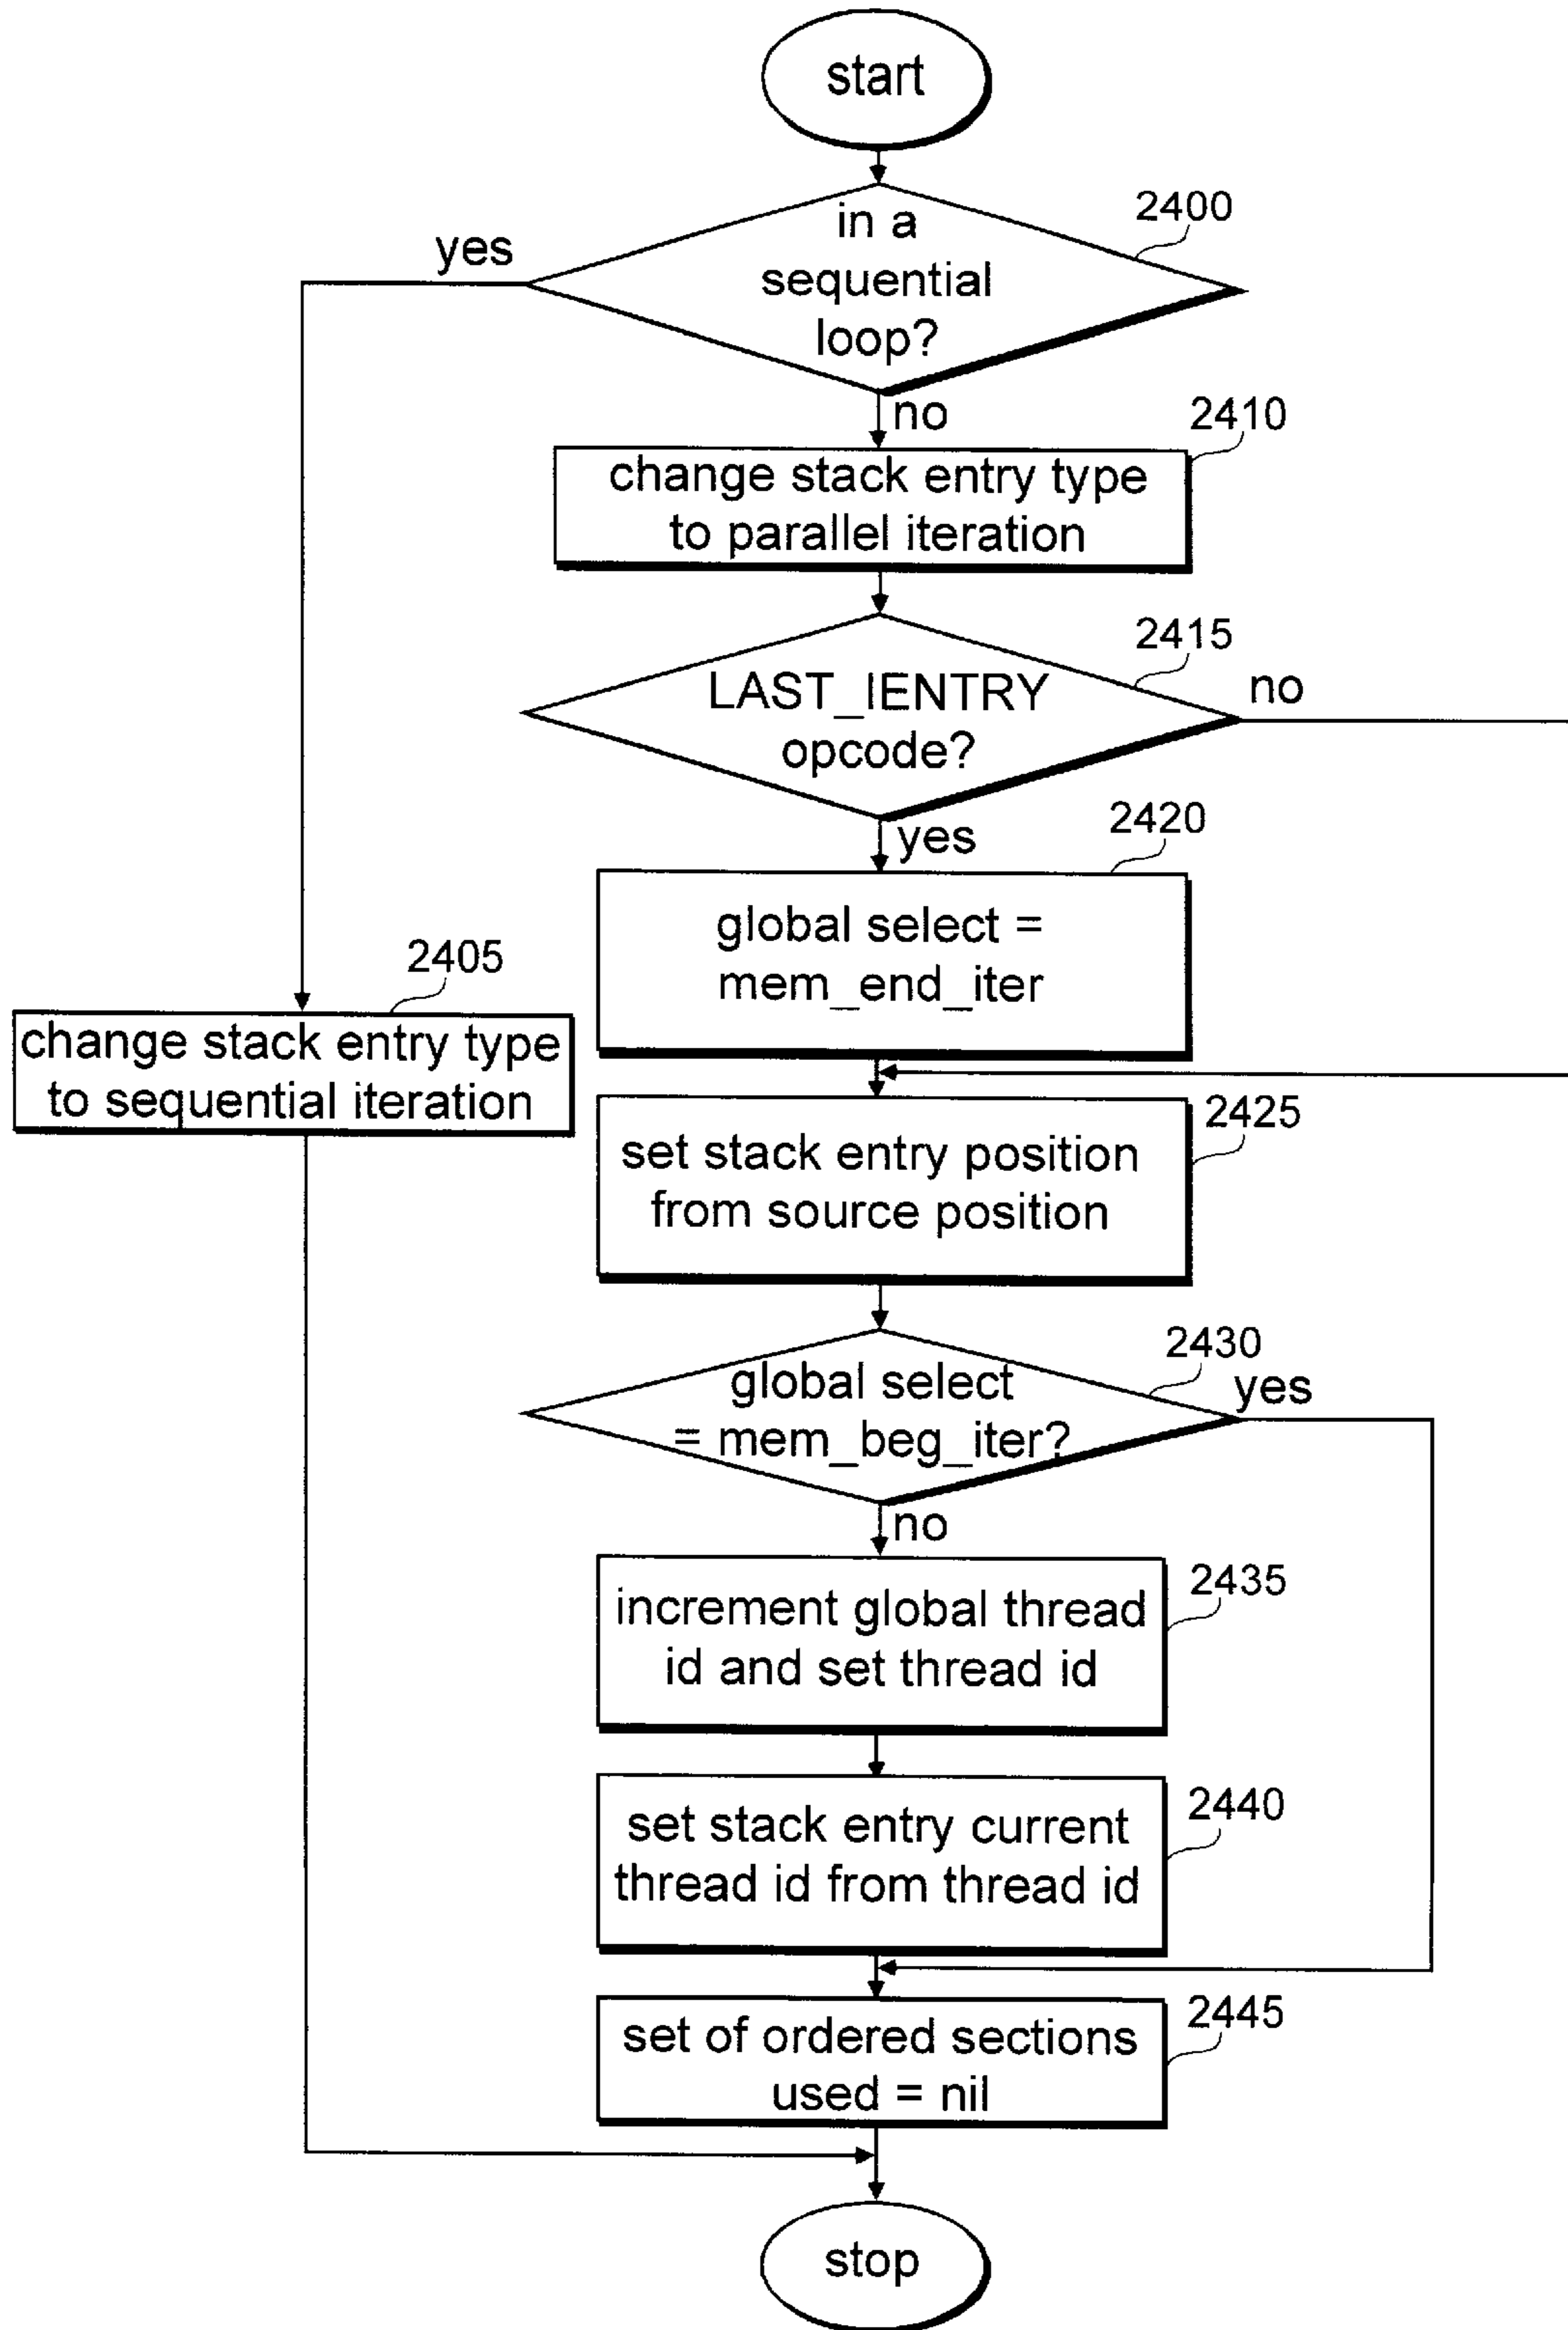 start
2400
in a
sequential
loop?
yes
no
2410
change stack entry type
to parallel iteration
2415
LAST_IENTRY
opcode?
no
yes
2420
global select =
mem_end_iter
2405
change stack entry type
to sequential iteration
2425
set stack entry position
from source position
2430
global select
= mem_beg_iter?
yes
no
2435
increment global thread
id and set thread id
2440
set stack entry current
thread id from thread id
2445
set of ordered sections
used = nil
stop